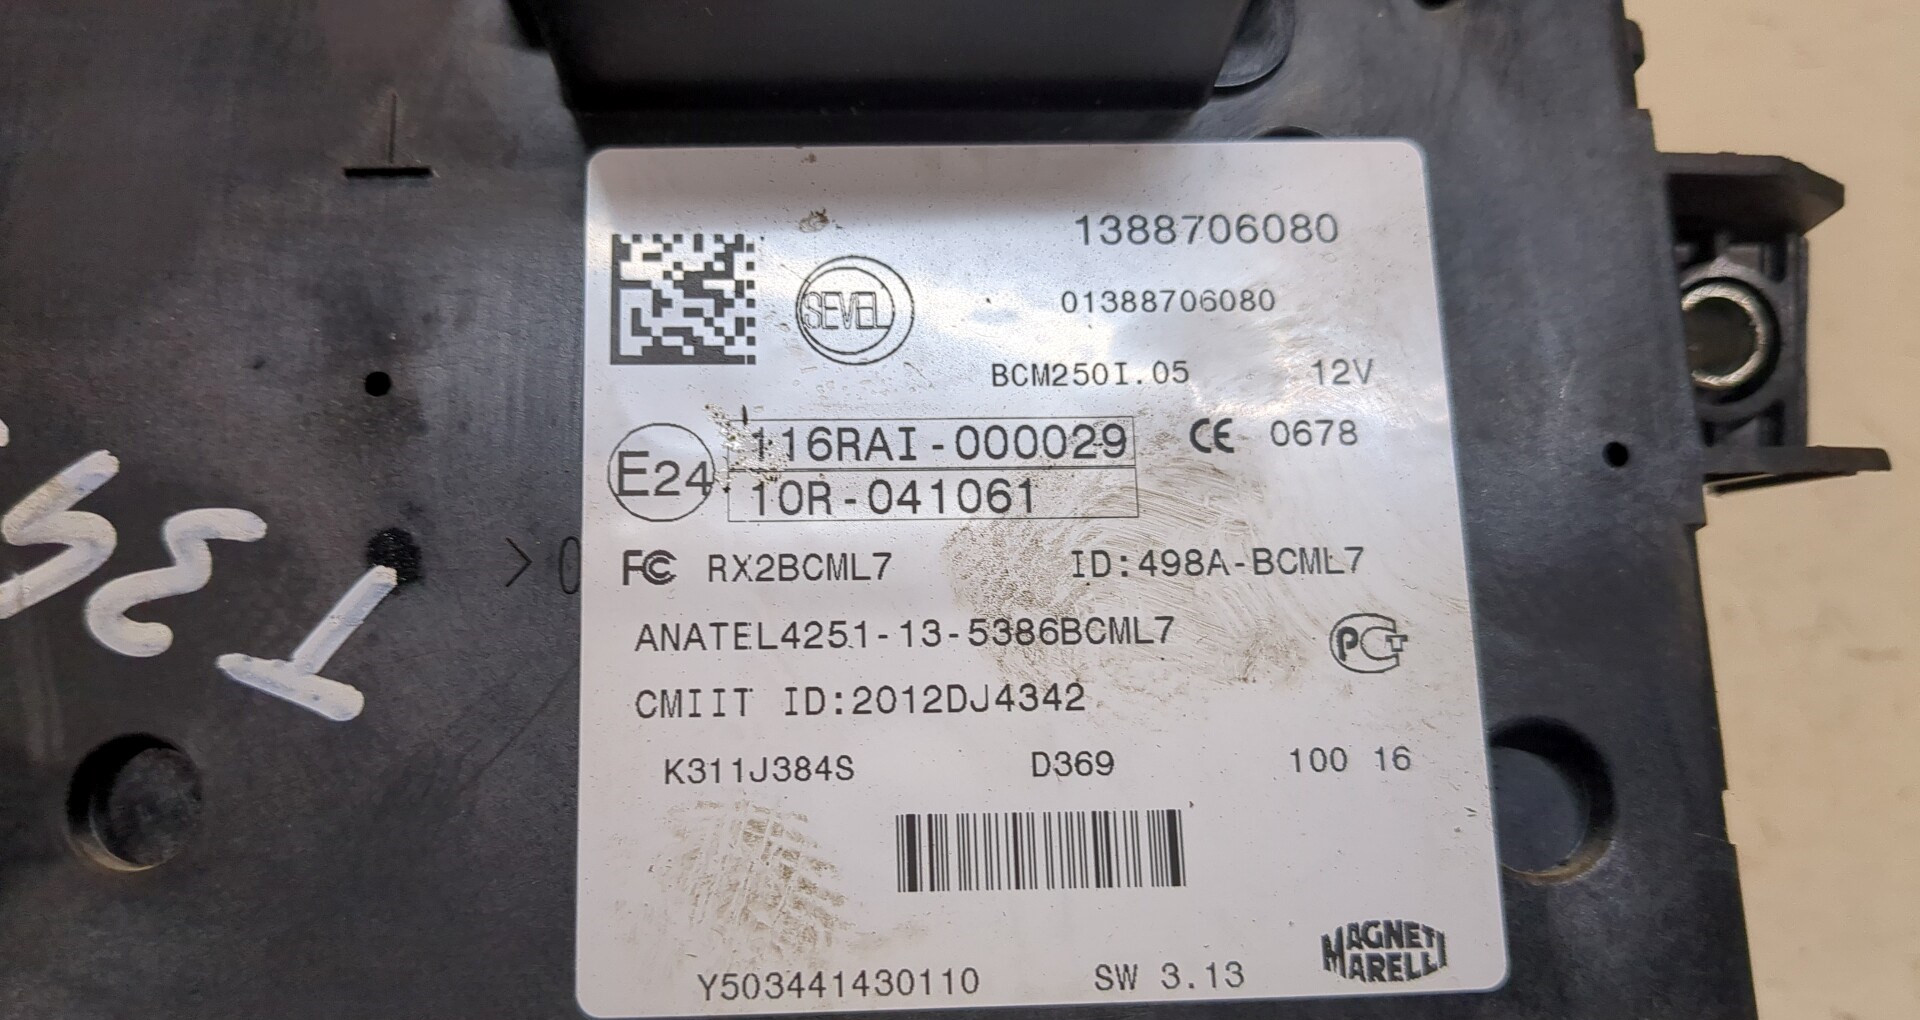 1388706080
SEVEL
01388706080
BCM250I.05 12V
E24
116RAI-000029
CE 0678
10R-041061
FC RX2BCML7 ID:498A-BCML7
ANATEL4251-13-5386BCML7
PCT
CMIIT ID:2012DJ4342
K311J384S D369 100 16
Y503441430110 SW 3.13
MAGNETI
MARELLI